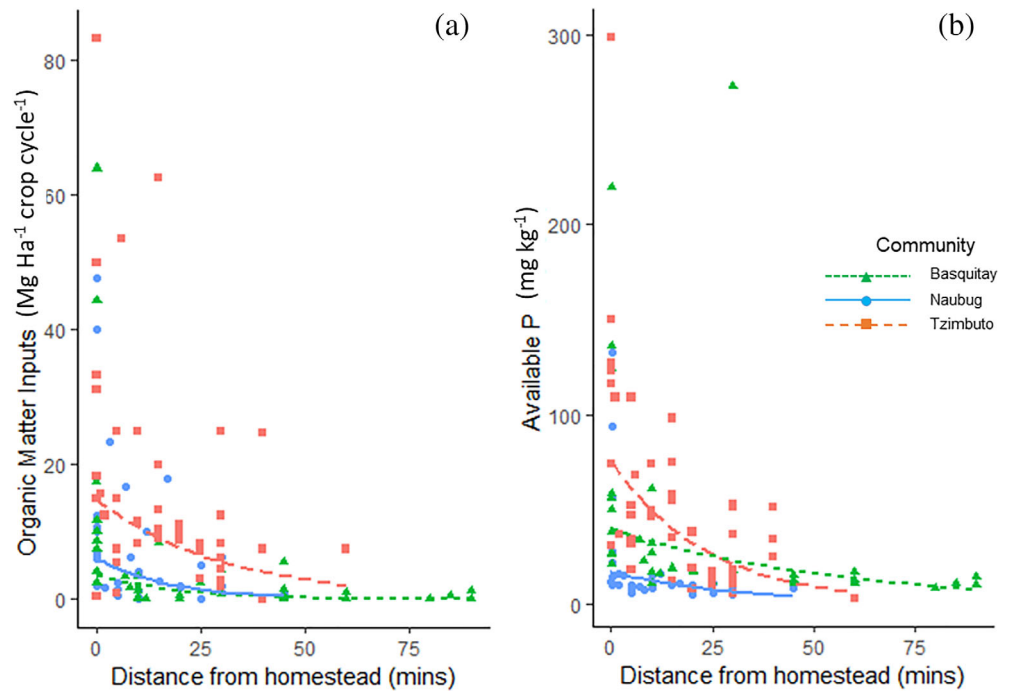 (a)
Organic Matter Inputs (Mg Ha⁻¹ crop cycle⁻¹)
80
60
40
20
0
0 25 50 75
Distance from homestead (mins)
(b)
Available P (mg kg⁻¹)
300
200
100
0
0 25 50 75
Distance from homestead (mins)
Community
Basquitay
Naubug
Tzimbuto